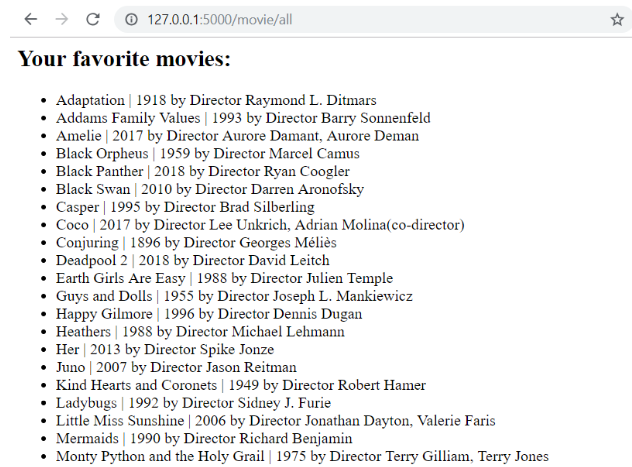 127.0.0.1:5000/movie/all
Your favorite movies:
• Adaptation | 1918 by Director Raymond L. Ditmars
• Addams Family Values | 1993 by Director Barry Sonnenfeld
• Amelie | 2017 by Director Aurore Damant, Aurore Deman
• Black Orpheus | 1959 by Director Marcel Camus
• Black Panther | 2018 by Director Ryan Coogler
• Black Swan | 2010 by Director Darren Aronofsky
• Casper | 1995 by Director Brad Silberling
• Coco | 2017 by Director Lee Unkrich, Adrian Molina(co-director)
• Conjuring | 1896 by Director Georges Méliès
• Deadpool 2 | 2018 by Director David Leitch
• Earth Girls Are Easy | 1988 by Director Julien Temple
• Guys and Dolls | 1955 by Director Joseph L. Mankiewicz
• Happy Gilmore | 1996 by Director Dennis Dugan
• Heathers | 1988 by Director Michael Lehmann
• Her | 2013 by Director Spike Jonze
• Juno | 2007 by Director Jason Reitman
• Kind Hearts and Coronets | 1949 by Director Robert Hamer
• Ladybugs | 1992 by Director Sidney J. Furie
• Little Miss Sunshine | 2006 by Director Jonathan Dayton, Valerie Faris
• Mermaids | 1990 by Director Richard Benjamin
• Monty Python and the Holy Grail | 1975 by Director Terry Gilliam, Terry Jones